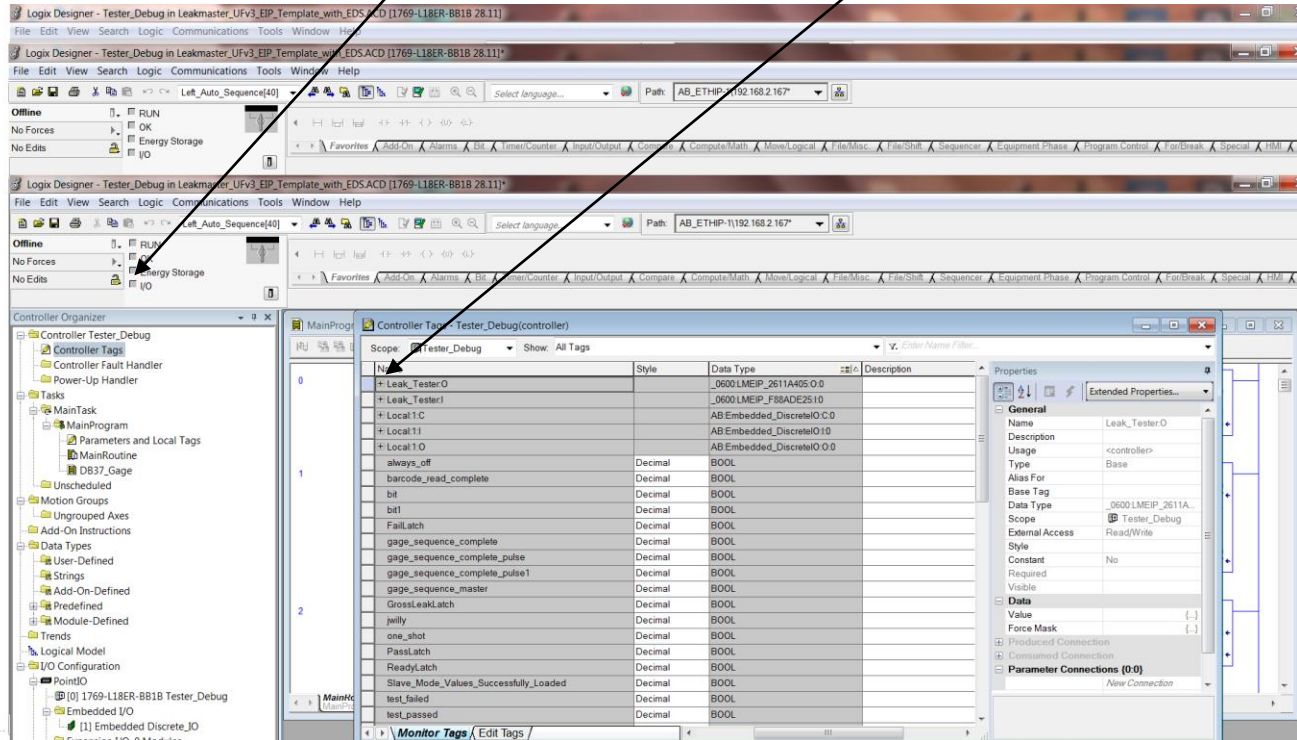 Logix Designer - Tester_Debug in Leakmaster_UFv3_EIP_Template_with_EDS.ACD [1769-L18ER-BB1B 28.11]
File Edit View Search Logic Communications Tools Window Help
Logix Designer - Tester_Debug in Leakmaster_UFv3_EIP_Template_with_EDS.ACD [1769-L18ER-BB1B 28.11]*
File Edit View Search Logic Communications Tools Window Help
Left_Auto_Sequence[40] Select language... Path: AB_ETHIP-1\192.168.2.167*
Offline RUN
No Forces OK
Energy Storage
No Edits I/O
Favorites Add-On Alarms Bit Timer/Counter Input/Output Compare Compute/Math Move/Logical File/Misc. File/Shift Sequencer Equipment Phase Program Control For/Break Special HMI
Logix Designer - Tester_Debug in Leakmaster_UFv3_EIP_Template_with_EDS.ACD [1769-L18ER-BB1B 28.11]*
File Edit View Search Logic Communications Tools Window Help
Left_Auto_Sequence[40] Select language... Path: AB_ETHIP-1\192.168.2.167*
Offline RUN
No Forces OK
Energy Storage
No Edits I/O
Favorites Add-On Alarms Bit Timer/Counter Input/Output Compare Compute/Math Move/Logical File/Misc. File/Shift Sequencer Equipment Phase Program Control For/Break Special HMI
Controller Organizer
Controller Tester_Debug
Controller Tags
Controller Fault Handler
Power-Up Handler
Tasks
MainTask
MainProgram
Parameters and Local Tags
MainRoutine
DB37_Gage
Unscheduled
Motion Groups
Ungrouped Axes
Add-On Instructions
Data Types
User-Defined
Strings
Add-On-Defined
Predefined
Module-Defined
Trends
Logical Model
I/O Configuration
PointIO
[0] 1769-L18ER-BB1B Tester_Debug
Embedded I/O
[1] Embedded Discrete_IO
MainProgr
0
1
2
Controller Tags - Tester_Debug(controller)
Scope: Tester_Debug Show: All Tags Enter Name Filter...
Style Data Type Description
Leak_Tester:O _0600:LMEIP_2611A405:O:0
Leak_Tester:I _0600:LMEIP_F88ADE25:I:0
Local:1:C AB:Embedded_DiscreteIO:C:0
Local:1:I AB:Embedded_DiscreteIO:I:0
Local:1:O AB:Embedded_DiscreteIO:O:0
always_off Decimal BOOL
barcode_read_complete Decimal BOOL
bit Decimal BOOL
bit1 Decimal BOOL
FailLatch Decimal BOOL
gage_sequence_complete Decimal BOOL
gage_sequence_complete_pulse Decimal BOOL
gage_sequence_complete_pulse1 Decimal BOOL
gage_sequence_master Decimal BOOL
GrossLeakLatch Decimal BOOL
jwilly Decimal BOOL
one_shot Decimal BOOL
PassLatch Decimal BOOL
ReadyLatch Decimal BOOL
Slave_Mode_Values_Successfully_Loaded Decimal BOOL
test_failed Decimal BOOL
test_passed Decimal BOOL
Monitor Tags Edit Tags
Properties
Extended Properties...
General
Name Leak_Tester:O
Description
Usage <controller>
Type Base
Alias For
Base Tag
Data Type _0600:LMEIP_2611A...
Scope Tester_Debug
External Access Read/Write
Style
Constant No
Required
Visible
Data
Value {...}
Force Mask {...}
Produced Connection
Consumed Connection
Parameter Connections {0:0}
New Connection